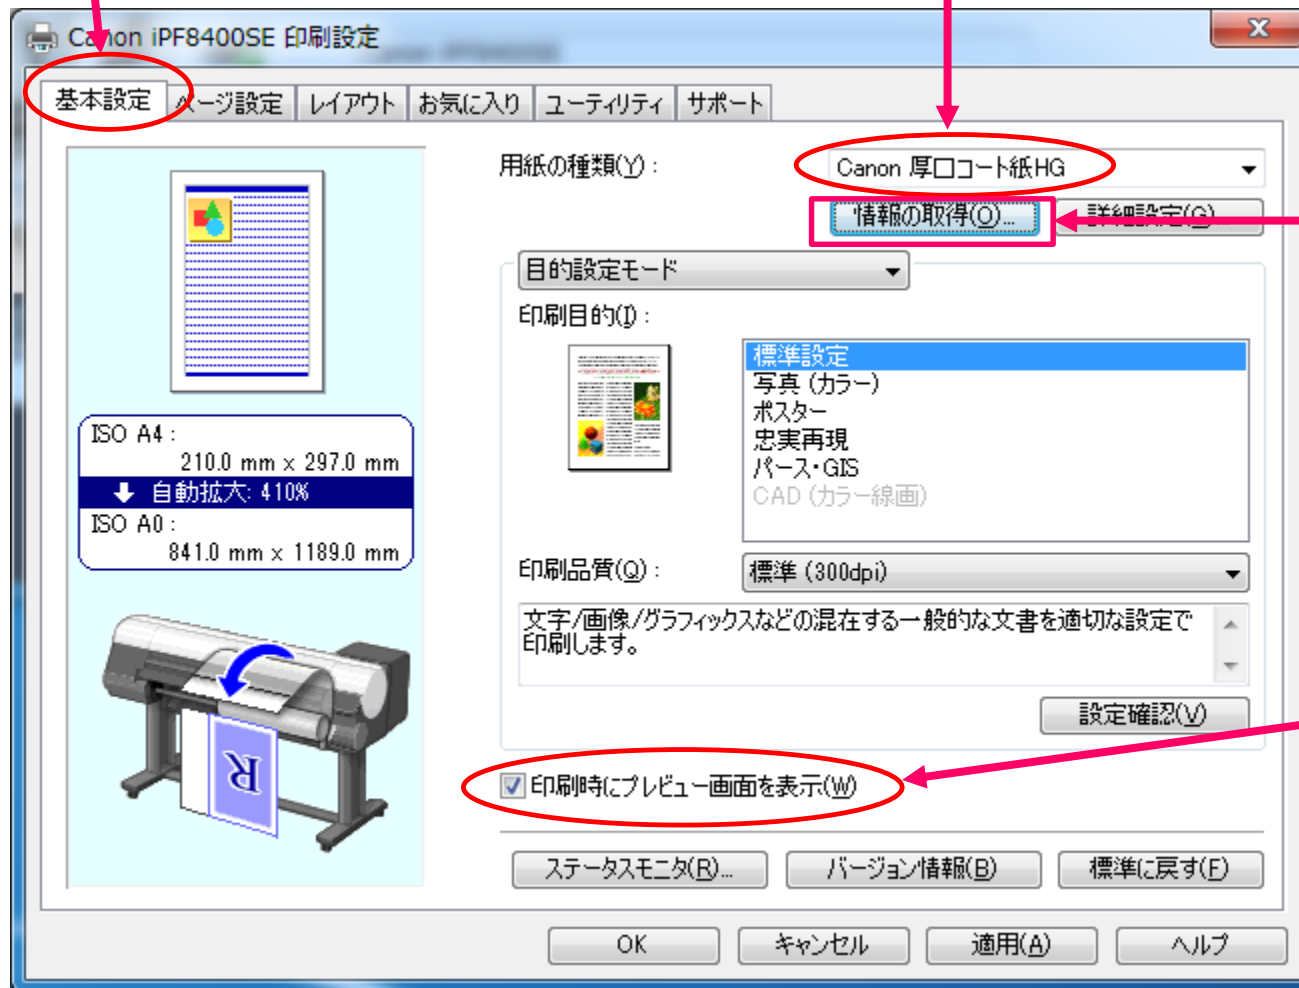 Canon iPF8400SE 印刷設定
基本設定 ページ設定 レイアウト お気に入り ユーティリティ サポート
用紙の種類(Y): Canon 厚口コート紙HG
情報の取得(O)... 詳細設定(G)...
目的設定モード
印刷目的(I):
標準設定
写真 (カラー)
ポスター
忠実再現
パース・GIS
CAD (カラー線画)
ISO A4:
210.0 mm x 297.0 mm
自動拡大: 410%
ISO A0:
841.0 mm x 1189.0 mm
印刷品質(Q): 標準 (300dpi)
文字/画像/グラフィックスなどの混在する一般的な文書を適切な設定で
印刷します。
設定確認(V)
R
印刷時にプレビュー画面を表示(W)
ステータスモニタ(R)... バージョン情報(B) 標準に戻す(F)
OK キャンセル 適用(A) ヘルプ